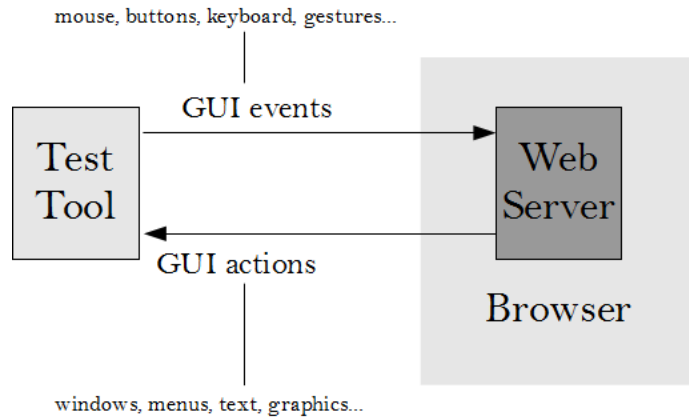 mouse, buttons, keyboard, gestures...
GUI events
Test
Tool
Web
Server
GUI actions
Browser
windows, menus, text, graphics...